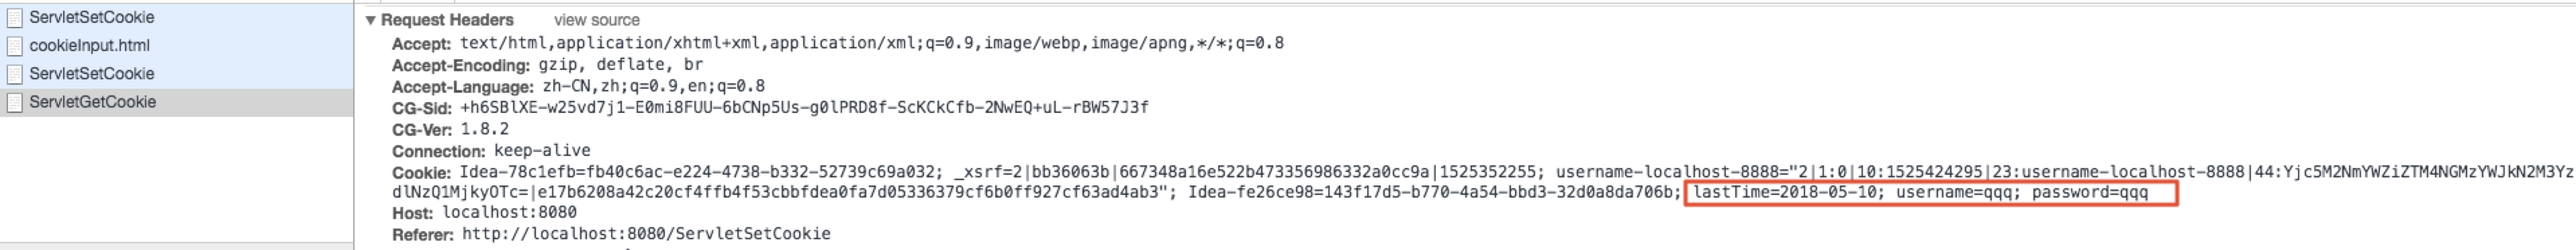 ServletSetCookie
cookieInput.html
ServletSetCookie
ServletGetCookie
Request Headers view source
Accept: text/html,application/xhtml+xml,application/xml;q=0.9,image/webp,image/apng,*/*;q=0.8
Accept-Encoding: gzip, deflate, br
Accept-Language: zh-CN,zh;q=0.9,en;q=0.8
CG-Sid: +h6SBlXE-w25vd7j1-E0mi8FUU-6bCNp5Us-g0lPRD8f-ScKCkCfb-2NwEQ+uL-rBW57J3f
CG-Ver: 1.8.2
Connection: keep-alive
Cookie: Idea-78c1efb=fb40c6ac-e224-4738-b332-52739c69a032; _xsrf=2|bb36063b|667348a16e522b473356986332a0cc9a|1525352255; username-localhost-8888="2|1:0|10:1525424295|23:username-localhost-8888|44:Yjc5M2NmYWZiZTM4NGMzYWJkN2M3Yz
dlNzQ1MjkyOTc=|e17b6208a42c20cf4ffb4f53cbbfdea0fa7d05336379cf6b0ff927cf63ad4ab3"; Idea-fe26ce98=143f17d5-b770-4a54-bbd3-32d0a8da706b; lastTime=2018-05-10; username=qqq; password=qqq
Host: localhost:8080
Referer: http://localhost:8080/ServletSetCookie